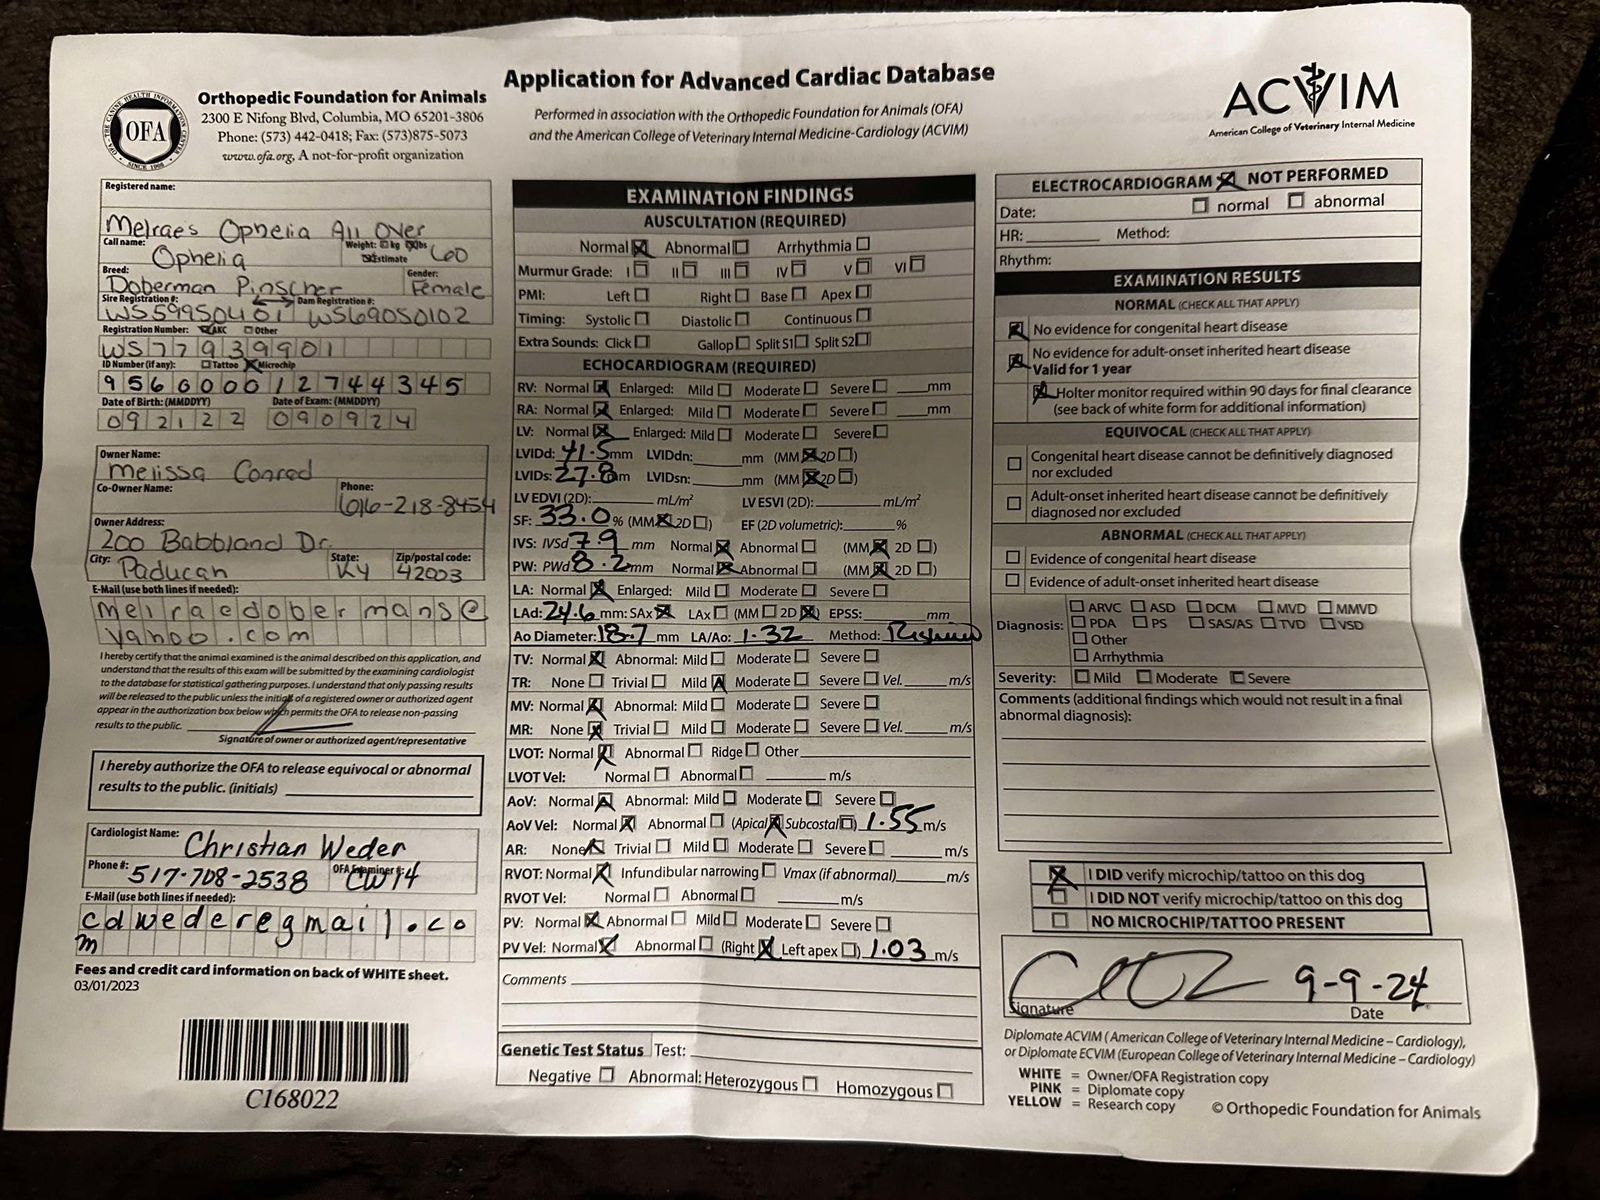 Application for Advanced Cardiac Database
Performed in association with the Orthopedic Foundation for Animals (OFA)
and the American College of Veterinary Internal Medicine-Cardiology (ACVIM)
OFA
THE CANINE HEALTH INFORMATION CENTER
SINCE 1966
Orthopedic Foundation for Animals
2300 E Nifong Blvd, Columbia, MO 65201-3806
Phone: (573) 442-0418; Fax: (573)875-5073
www.ofa.org, A not-for-profit organization
ACVIM
American College of Veterinary Internal Medicine
Registered name:
Melraes Ophelia All Over
Call name: Ophelia Weight: kg lbs Estimate 60
Breed: Doberman Pinscher Gender: Female
Sire Registration #: WS59950401 Dam Registration #: WS69050102
Registration Number: AKC Other
WS77939901
ID Number (if any): Tattoo Microchip
956000012744345
Date of Birth: (MMDDYY) Date of Exam: (MMDDYY)
092122 090924
Owner Name:
Melissa Conrad
Co-Owner Name: Phone: 616-218-8454
Owner Address:
200 Babbland Dr.
City: Paducah State: KY Zip/postal code: 42003
E-Mail (use both lines if needed):
melraedobermans@
yahoo.com
I hereby certify that the animal examined is the animal described on this application, and
understand that the results of this exam will be submitted by the examining cardiologist
to the database for statistical gathering purposes. I understand that only passing results
will be released to the public unless the initials of a registered owner or authorized agent
appear in the authorization box below which permits the OFA to release non-passing
results to the public.
Signature of owner or authorized agent/representative
I hereby authorize the OFA to release equivocal or abnormal
results to the public. (initials)
Cardiologist Name: Christian Weder
Phone #: 517-708-2538 OFA Examiner #: CW14
E-Mail (use both lines if needed):
cdweder@gmail.co
m
Fees and credit card information on back of WHITE sheet.
03/01/2023
C168022
EXAMINATION FINDINGS
AUSCULTATION (REQUIRED)
Normal Abnormal Arrhythmia
Murmur Grade: I II III IV V VI
PMI: Left Right Base Apex
Timing: Systolic Diastolic Continuous
Extra Sounds: Click Gallop Split S1 Split S2
ECHOCARDIOGRAM (REQUIRED)
RV: Normal Enlarged: Mild Moderate Severe mm
RA: Normal Enlarged: Mild Moderate Severe mm
LV: Normal Enlarged: Mild Moderate Severe
LVIDd: 41.5 mm LVIDdn: mm (MM 2D )
LVIDs: 27.8 mm LVIDsn: mm (MM 2D )
LV EDVI (2D): mL/m² LV ESVI (2D): mL/m²
SF: 33.0 % (MM 2D ) EF (2D volumetric): %
IVS: IVSd 7.9 mm Normal Abnormal (MM 2D )
PW: PWd 8.2 mm Normal Abnormal (MM 2D )
LA: Normal Enlarged: Mild Moderate Severe
LAd: 24.6 mm: SAx LAx (MM 2D ) EPSS: mm
Ao Diameter: 18.7 mm LA/Ao: 1.32 Method:
TV: Normal Abnormal: Mild Moderate Severe
TR: None Trivial Mild Moderate Severe Vel. m/s
MV: Normal Abnormal: Mild Moderate Severe
MR: None Trivial Mild Moderate Severe Vel. m/s
LVOT: Normal Abnormal Ridge Other
LVOT Vel: Normal Abnormal m/s
AoV: Normal Abnormal: Mild Moderate Severe
AoV Vel: Normal Abnormal (Apical Subcostal ) 1.55 m/s
AR: None Trivial Mild Moderate Severe m/s
RVOT: Normal Infundibular narrowing Vmax (if abnormal) m/s
RVOT Vel: Normal Abnormal m/s
PV: Normal Abnormal Mild Moderate Severe
PV Vel: Normal Abnormal (Right Left apex ) 1.03 m/s
Comments
Genetic Test Status Test:
Negative Abnormal: Heterozygous Homozygous
ELECTROCARDIOGRAM NOT PERFORMED
Date: normal abnormal
HR: Method:
Rhythm:
EXAMINATION RESULTS
NORMAL (CHECK ALL THAT APPLY)
No evidence for congenital heart disease
No evidence for adult-onset inherited heart disease
Valid for 1 year
Holter monitor required within 90 days for final clearance
(see back of white form for additional information)
EQUIVOCAL (CHECK ALL THAT APPLY)
Congenital heart disease cannot be definitively diagnosed
nor excluded
Adult-onset inherited heart disease cannot be definitively
diagnosed nor excluded
ABNORMAL (CHECK ALL THAT APPLY)
Evidence of congenital heart disease
Evidence of adult-onset inherited heart disease
Diagnosis: ARVC ASD DCM MVD MMVD
PDA PS SAS/AS TVD VSD
Other
Arrhythmia
Severity: Mild Moderate Severe
Comments (additional findings which would not result in a final
abnormal diagnosis):
I DID verify microchip/tattoo on this dog
I DID NOT verify microchip/tattoo on this dog
NO MICROCHIP/TATTOO PRESENT
9-9-24
Signature Date
Diplomate ACVIM (American College of Veterinary Internal Medicine – Cardiology),
or Diplomate ECVIM (European College of Veterinary Internal Medicine – Cardiology)
WHITE = Owner/OFA Registration copy
PINK = Diplomate copy
YELLOW = Research copy
© Orthopedic Foundation for Animals